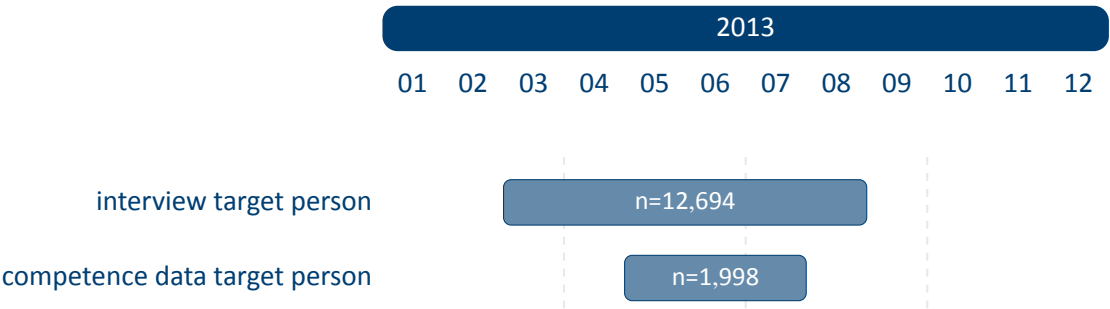 2013
01 02 03 04 05 06 07 08 09 10 11 12
interview target person n=12,694
competence data target person n=1,998